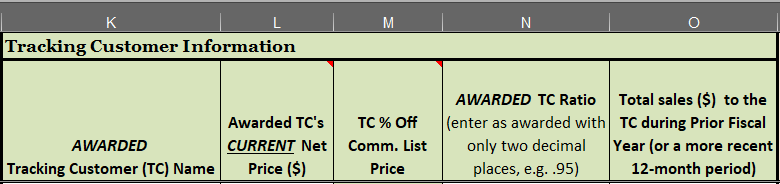 K L M N O
Tracking Customer Information
AWARDED
Tracking Customer (TC) Name
Awarded TC's
CURRENT Net
Price ($)
TC % Off
Comm. List
Price
AWARDED TC Ratio
(enter as awarded with
only two decimal
places, e.g. .95)
Total sales ($) to the
TC during Prior Fiscal
Year (or a more recent
12-month period)